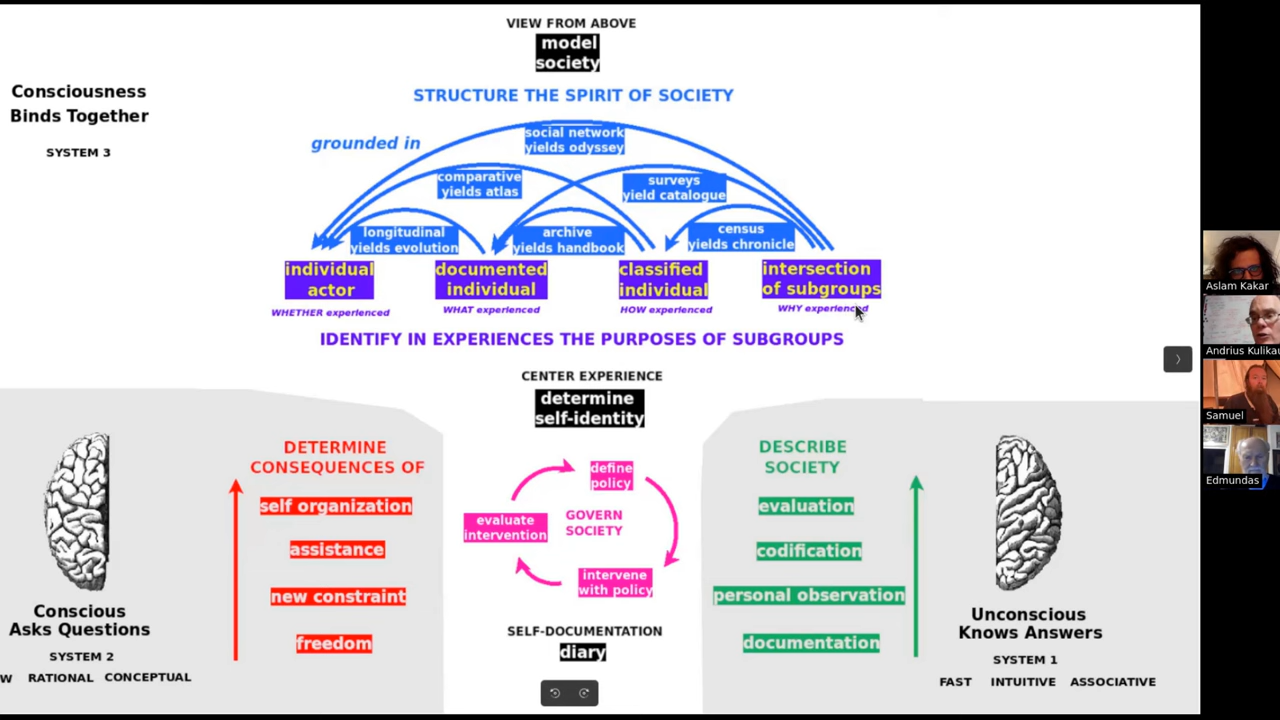 VIEW FROM ABOVE
model
society
Consciousness
Binds Together
SYSTEM 3
STRUCTURE THE SPIRIT OF SOCIETY
grounded in
social network
yields odyssey
comparative
yields atlas
surveys
yield catalogue
longitudinal
yields evolution
archive
yields handbook
census
yields chronicle
individual
actor
documented
individual
classified
individual
intersection
of subgroups
WHETHER experienced
WHAT experienced
HOW experienced
WHY experienced
IDENTIFY IN EXPERIENCES THE PURPOSES OF SUBGROUPS
CENTER EXPERIENCE
determine
self-identity
DETERMINE
CONSEQUENCES OF
self organization
assistance
new constraint
freedom
define
policy
evaluate
intervention
GOVERN
SOCIETY
intervene
with policy
SELF-DOCUMENTATION
diary
DESCRIBE
SOCIETY
evaluation
codification
personal observation
documentation
Conscious
Asks Questions
SYSTEM 2
W RATIONAL CONCEPTUAL
Unconscious
Knows Answers
SYSTEM 1
FAST INTUITIVE ASSOCIATIVE
Aslam Kakar
Andrius Kulikau
Samuel
Edmundas